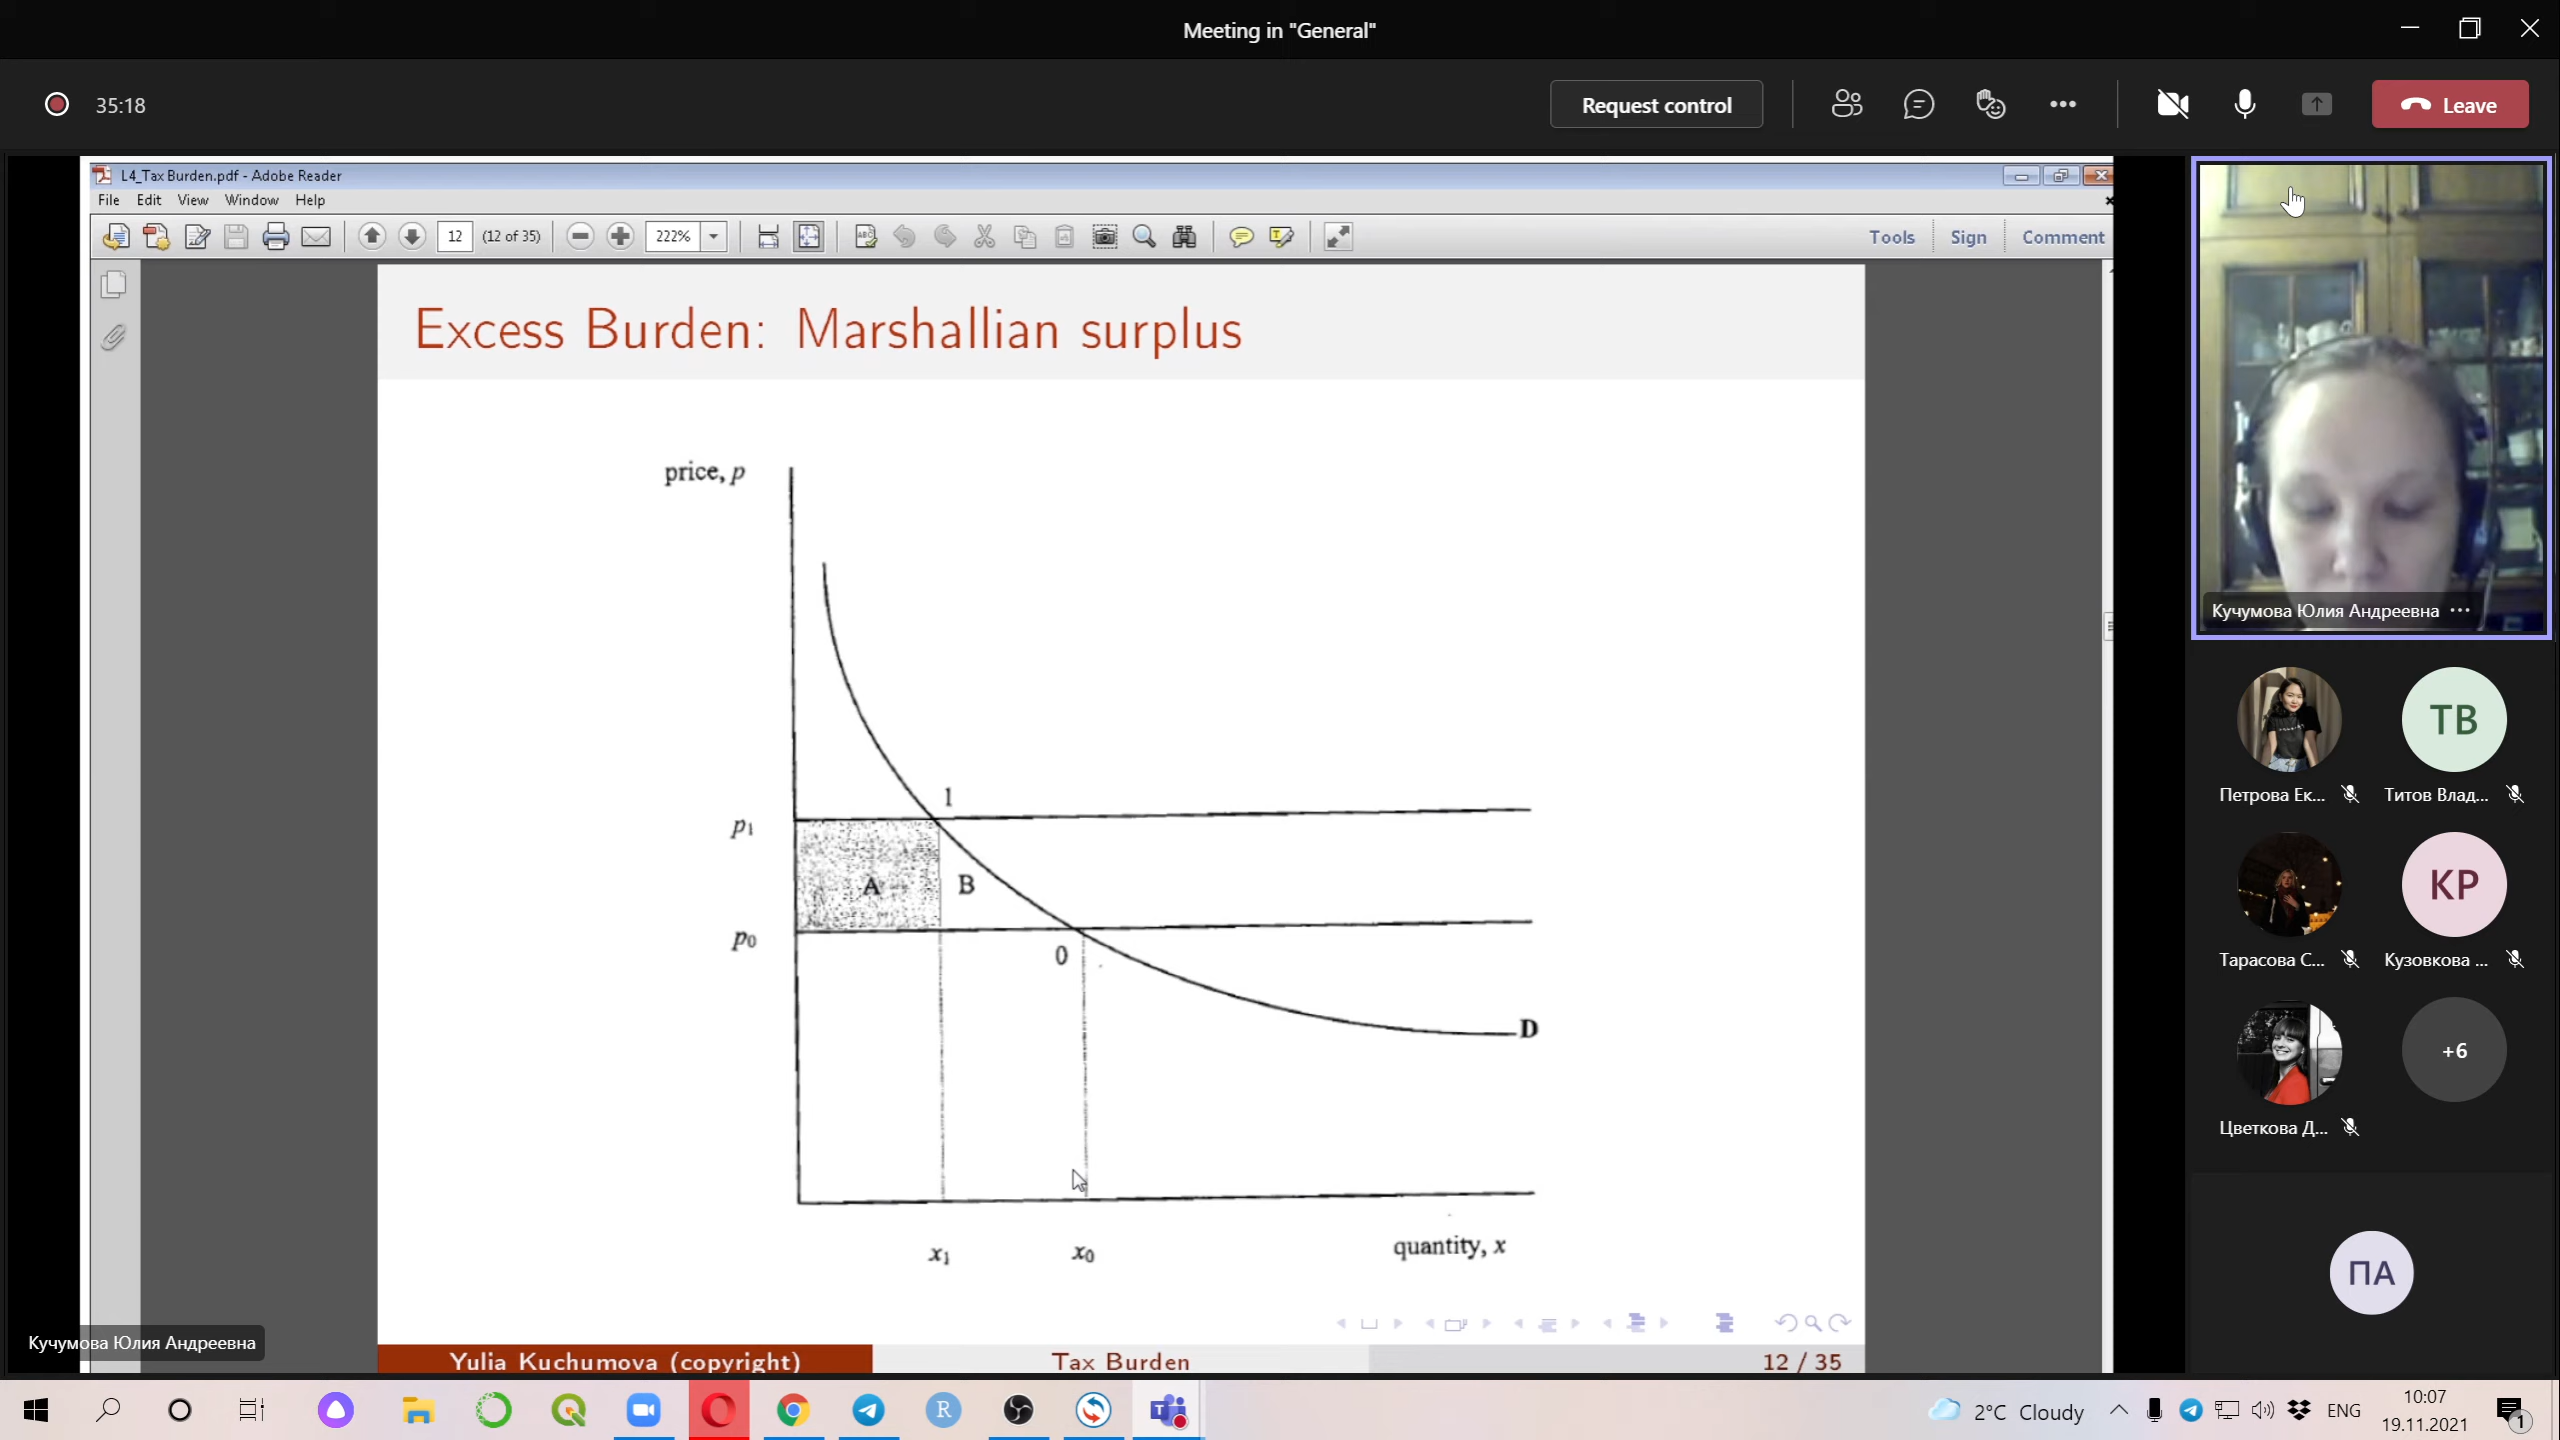 Meeting in "General"
35:18
Request control
Leave
L4_Tax Burden.pdf - Adobe Reader
File Edit View Window Help
12 (12 of 35) 222% Tools Sign Comment
Excess Burden: Marshallian surplus
price, p
1
p1
A B
p0
0
D
x1 x0 quantity, x
Yulia Kuchumova (copyright) Tax Burden 12 / 35
Кучумова Юлия Андреевна
Кучумова Юлия Андреевна
ТВ
Петрова Ек... Титов Влад...
КР
Тарасова С... Кузовкова ...
+6
Цветкова Д...
ПА
2°C Cloudy ENG 10:07
19.11.2021
1